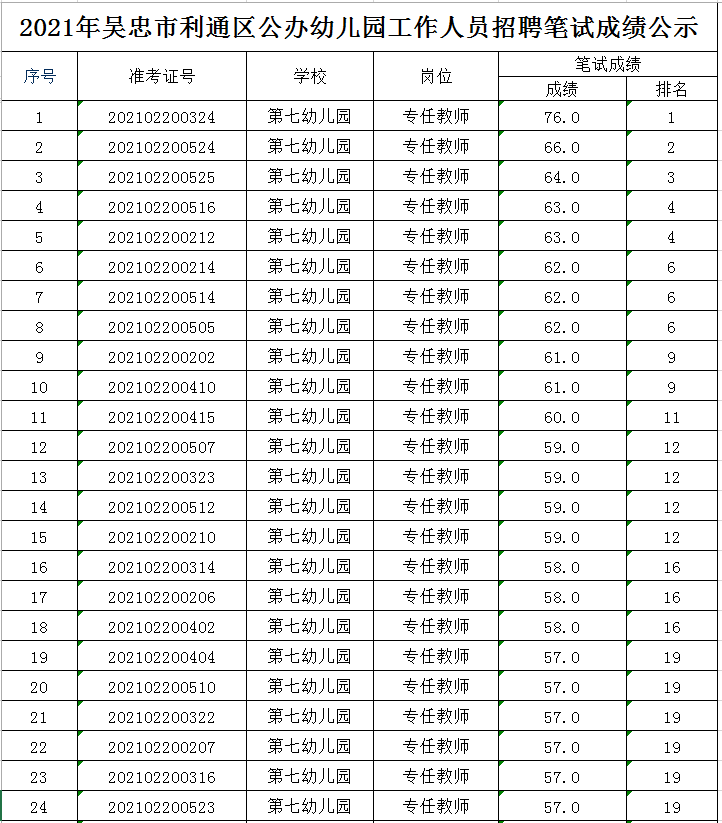 2021年吴忠市利通区公办幼儿园工作人员招聘笔试成绩公示
序号 准考证号 学校 岗位 笔试成绩
成绩 排名
1 202102200324 第七幼儿园 专任教师 76.0 1
2 202102200524 第七幼儿园 专任教师 66.0 2
3 202102200525 第七幼儿园 专任教师 64.0 3
4 202102200516 第七幼儿园 专任教师 63.0 4
5 202102200212 第七幼儿园 专任教师 63.0 4
6 202102200214 第七幼儿园 专任教师 62.0 6
7 202102200514 第七幼儿园 专任教师 62.0 6
8 202102200505 第七幼儿园 专任教师 62.0 6
9 202102200202 第七幼儿园 专任教师 61.0 9
10 202102200410 第七幼儿园 专任教师 61.0 9
11 202102200415 第七幼儿园 专任教师 60.0 11
12 202102200507 第七幼儿园 专任教师 59.0 12
13 202102200323 第七幼儿园 专任教师 59.0 12
14 202102200512 第七幼儿园 专任教师 59.0 12
15 202102200210 第七幼儿园 专任教师 59.0 12
16 202102200314 第七幼儿园 专任教师 58.0 16
17 202102200206 第七幼儿园 专任教师 58.0 16
18 202102200402 第七幼儿园 专任教师 58.0 16
19 202102200404 第七幼儿园 专任教师 57.0 19
20 202102200510 第七幼儿园 专任教师 57.0 19
21 202102200322 第七幼儿园 专任教师 57.0 19
22 202102200207 第七幼儿园 专任教师 57.0 19
23 202102200316 第七幼儿园 专任教师 57.0 19
24 202102200523 第七幼儿园 专任教师 57.0 19